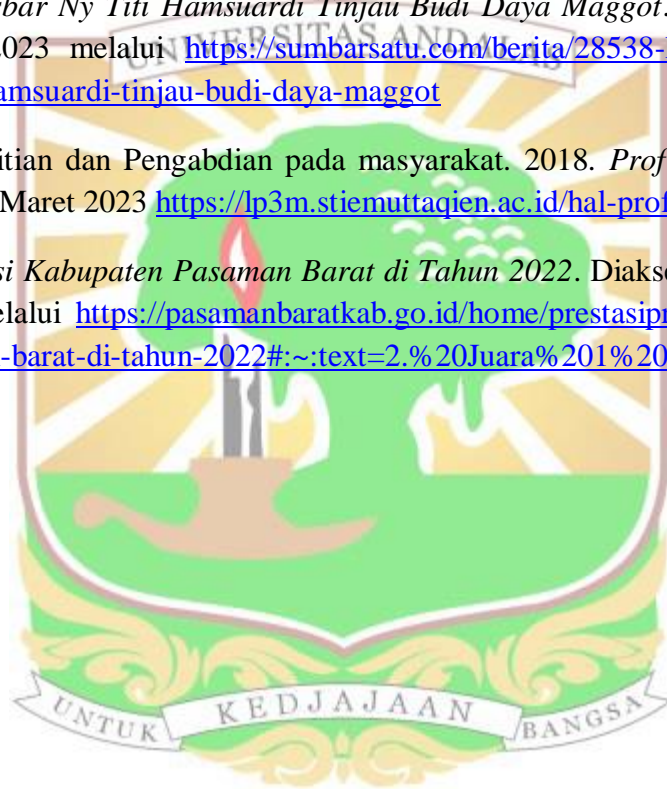 bar Ny Titi Hamsuardi Tinjau Budi Daya Maggot.
023 melalui https://sumbarsatu.com/berita/28538-
amsuardi-tinjau-budi-daya-maggot
UNIVERSITAS ANDALAS
itian dan Pengabdian pada masyarakat. 2018. Prof
Maret 2023 https://lp3m.stiemuttaqien.ac.id/hal-prof
si Kabupaten Pasaman Barat di Tahun 2022. Diakse
elalui https://pasamanbaratkab.go.id/home/prestasipr
-barat-di-tahun-2022#:~:text=2.%20Juara%201%20
UNTUK KEDJAJAAN BANGSA